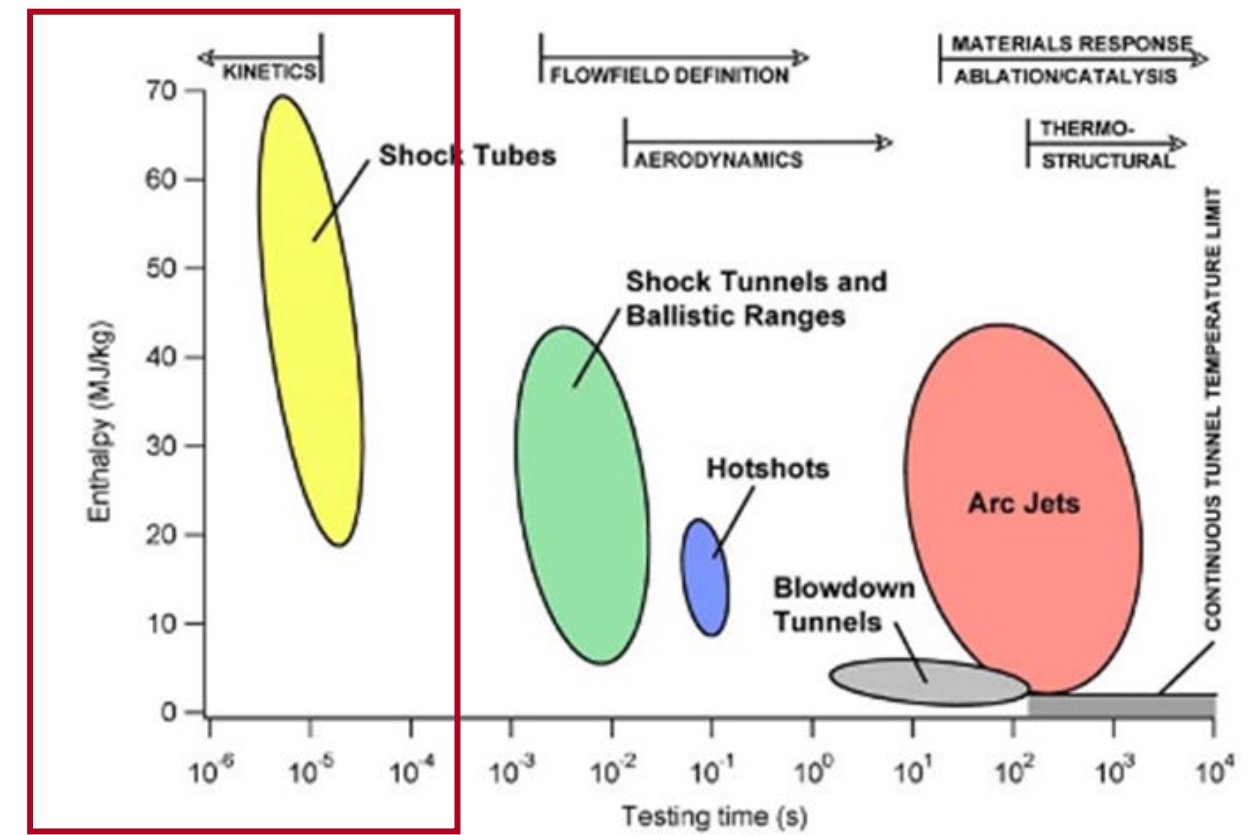 KINETICS
FLOWFIELD DEFINITION
MATERIALS RESPONSE
ABLATION/CATALYSIS
AERODYNAMICS
THERMO-
STRUCTURAL
70
60
50
40
30
20
10
0
Enthalpy (MJ/kg)
Shock Tubes
Shock Tunnels and
Ballistic Ranges
Hotshots
Blowdown
Tunnels
Arc Jets
CONTINUOUS TUNNEL TEMPERATURE LIMIT
10⁻⁶ 10⁻⁵ 10⁻⁴ 10⁻³ 10⁻² 10⁻¹ 10⁰ 10¹ 10² 10³ 10⁴
Testing time (s)